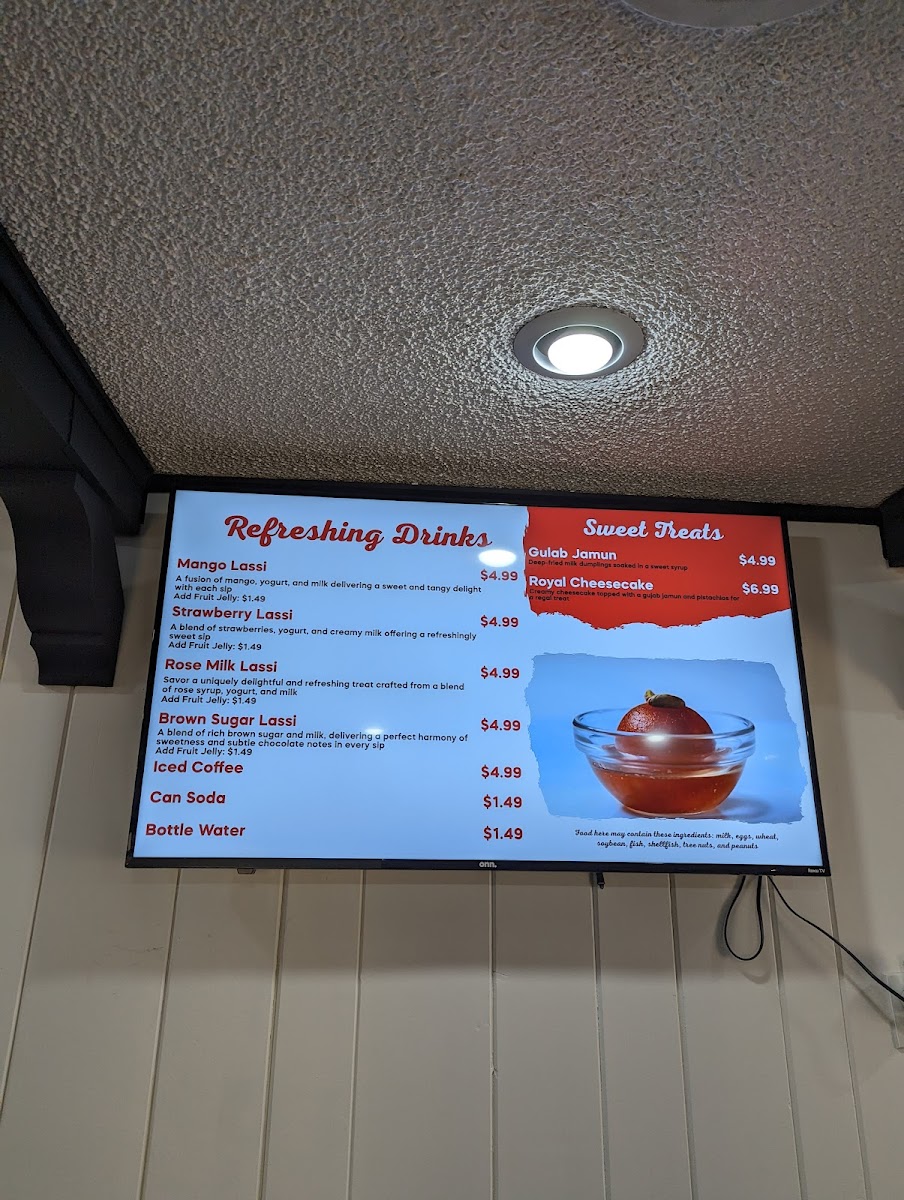 Refreshing Drinks
Mango Lassi
$4.99
A fusion of mango, yogurt, and milk delivering a sweet and tangy delight
with each sip
Add Fruit Jelly: $1.49
Strawberry Lassi
$4.99
A blend of strawberries, yogurt, and creamy milk offering a refreshingly
sweet sip
Add Fruit Jelly: $1.49
Rose Milk Lassi
$4.99
Savor a uniquely delightful and refreshing treat crafted from a blend
of rose syrup, yogurt, and milk
Add Fruit Jelly: $1.49
Brown Sugar Lassi
$4.99
A blend of rich brown sugar and milk, delivering a perfect harmony of
sweetness and subtle chocolate notes in every sip
Add Fruit Jelly: $1.49
Iced Coffee
$4.99
Can Soda
$1.49
Bottle Water
$1.49
Sweet Treats
Gulab Jamun
$4.99
Deep-fried milk dumplings soaked in a sweet syrup
Royal Cheesecake
$6.99
Creamy cheesecake topped with a gujab jamun and pistachios for
a regal treat
Food here may contain these ingredients: milk, eggs, wheat,
soybean, fish, shellfish, tree nuts, and peanuts
onn.
Roku TV